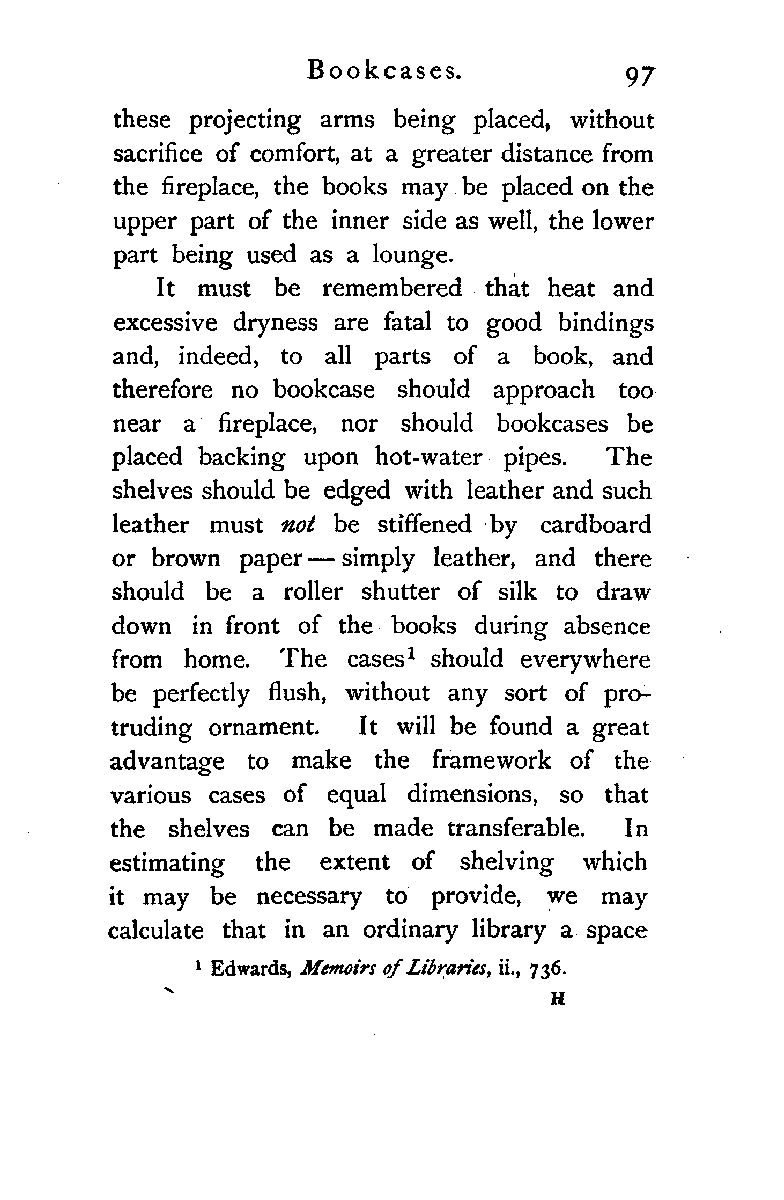 Bookcases. 97
these projecting arms being placed, without
sacrifice of comfort, at a greater distance from
the fireplace, the books may be placed on the
upper part of the inner side as well, the lower
part being used as a lounge.
It must be remembered that heat and
excessive dryness are fatal to good bindings
and, indeed, to all parts of a book, and
therefore no bookcase should approach too
near a fireplace, nor should bookcases be
placed backing upon hot-water pipes. The
shelves should be edged with leather and such
leather must not be stiffened by cardboard
or brown paper — simply leather, and there
should be a roller shutter of silk to draw
down in front of the books during absence
from home. The cases¹ should everywhere
be perfectly flush, without any sort of pro-
truding ornament. It will be found a great
advantage to make the framework of the
various cases of equal dimensions, so that
the shelves can be made transferable. In
estimating the extent of shelving which
it may be necessary to provide, we may
calculate that in an ordinary library a space
¹ Edwards, Memoirs of Libraries, ii., 736.
H